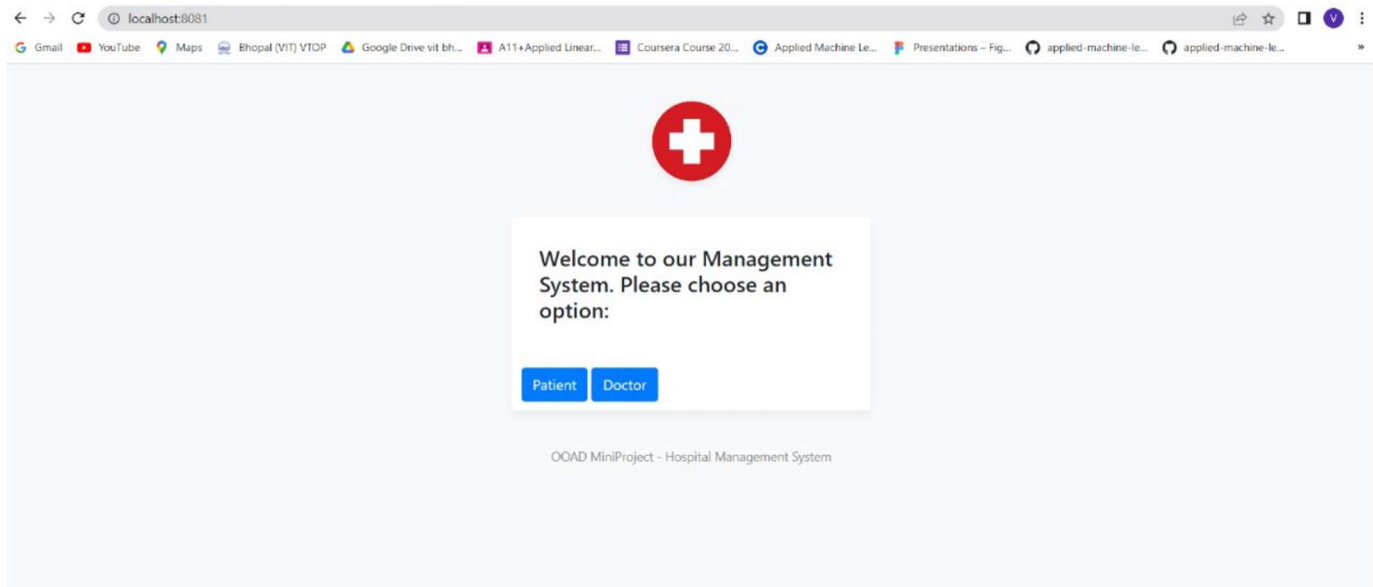 localhost:8081
Gmail YouTube Maps Bhopal (VIT) VTOP Google Drive vit bh... A11+Applied Linear... Coursera Course 20... Applied Machine Le... Presentations – Fig... applied-machine-le... applied-machine-le... »
V
Welcome to our Management
System. Please choose an
option:
Patient Doctor
OOAD MiniProject - Hospital Management System